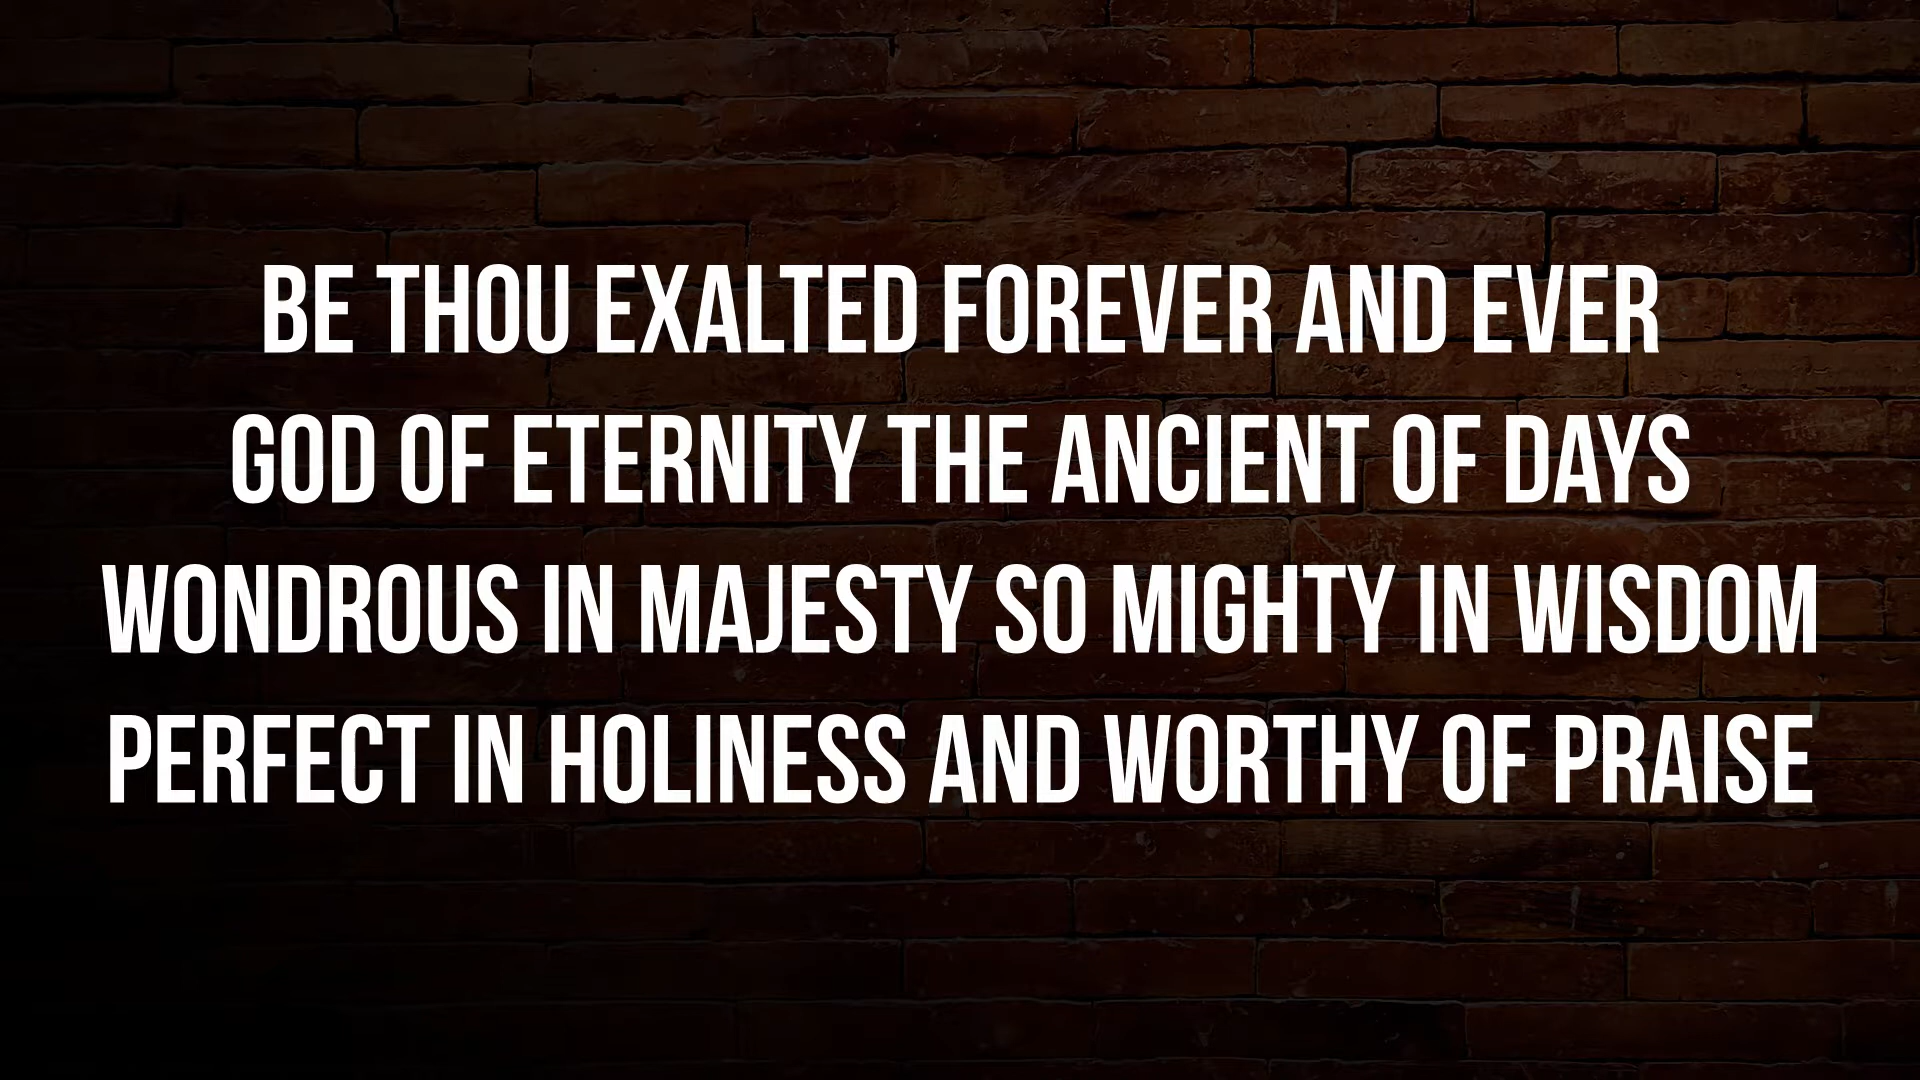 BE THOU EXALTED FOREVER AND EVER
GOD OF ETERNITY THE ANCIENT OF DAYS
WONDROUS IN MAJESTY SO MIGHTY IN WISDOM
PERFECT IN HOLINESS AND WORTHY OF PRAISE